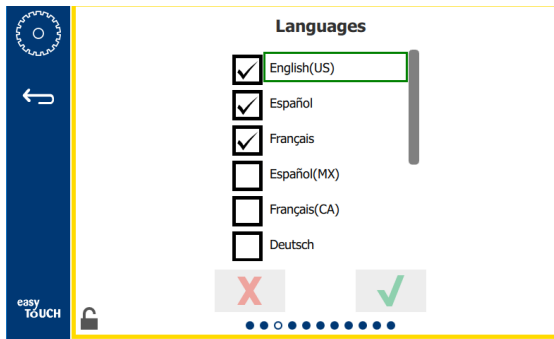 Languages
English(US)
Español
Français
Español(MX)
Français(CA)
Deutsch
X
easy
TOUCH